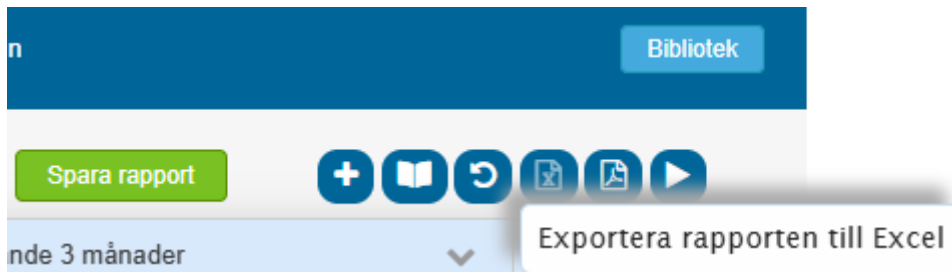 n
Bibliotek
Spara rapport
Exportera rapporten till Excel
nde 3 månader